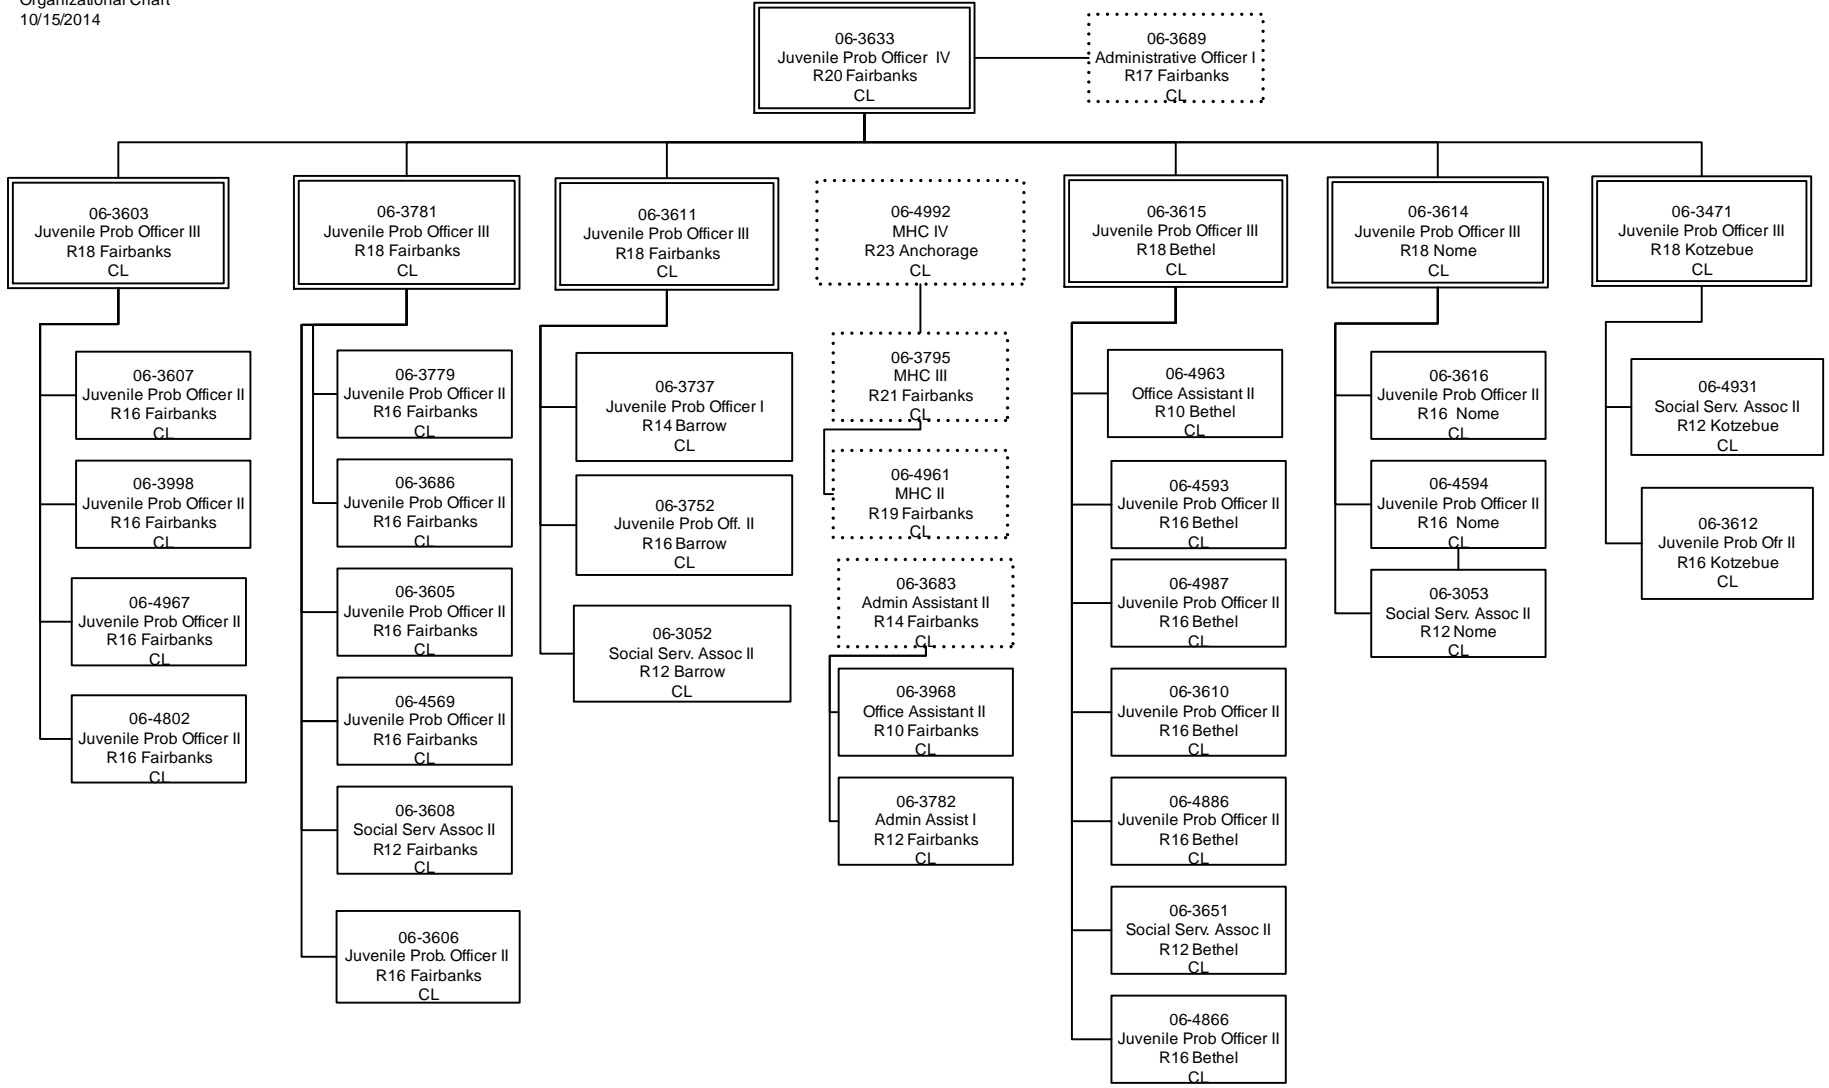 Organizational Chart
10/15/2014
06-3633
Juvenile Prob Officer IV
R20 Fairbanks
CL
06-3689
Administrative Officer I
R17 Fairbanks
CL
06-3603
Juvenile Prob Officer III
R18 Fairbanks
CL
06-3781
Juvenile Prob Officer III
R18 Fairbanks
CL
06-3611
Juvenile Prob Officer III
R18 Fairbanks
CL
06-4992
MHC IV
R23 Anchorage
CL
06-3615
Juvenile Prob Officer III
R18 Bethel
CL
06-3614
Juvenile Prob Officer III
R18 Nome
CL
06-3471
Juvenile Prob Officer III
R18 Kotzebue
CL
06-3607
Juvenile Prob Officer II
R16 Fairbanks
CL
06-3998
Juvenile Prob Officer II
R16 Fairbanks
CL
06-4967
Juvenile Prob Officer II
R16 Fairbanks
CL
06-4802
Juvenile Prob Officer II
R16 Fairbanks
CL
06-3779
Juvenile Prob Officer II
R16 Fairbanks
CL
06-3686
Juvenile Prob Officer II
R16 Fairbanks
CL
06-3605
Juvenile Prob Officer II
R16 Fairbanks
CL
06-4569
Juvenile Prob Officer II
R16 Fairbanks
CL
06-3608
Social Serv Assoc II
R12 Fairbanks
CL
06-3606
Juvenile Prob. Officer II
R16 Fairbanks
CL
06-3737
Juvenile Prob Officer I
R14 Barrow
CL
06-3752
Juvenile Prob Off. II
R16 Barrow
CL
06-3052
Social Serv. Assoc II
R12 Barrow
CL
06-3795
MHC III
R21 Fairbanks
CL
06-4961
MHC II
R19 Fairbanks
CL
06-3683
Admin Assistant II
R14 Fairbanks
CL
06-3968
Office Assistant II
R10 Fairbanks
CL
06-3782
Admin Assist I
R12 Fairbanks
CL
06-4963
Office Assistant II
R10 Bethel
CL
06-4593
Juvenile Prob Officer II
R16 Bethel
CL
06-4987
Juvenile Prob Officer II
R16 Bethel
CL
06-3610
Juvenile Prob Officer II
R16 Bethel
CL
06-4886
Juvenile Prob Officer II
R16 Bethel
CL
06-3651
Social Serv. Assoc II
R12 Bethel
CL
06-4866
Juvenile Prob Officer II
R16 Bethel
CL
06-3616
Juvenile Prob Officer II
R16 Nome
CL
06-4594
Juvenile Prob Officer II
R16 Nome
CL
06-3053
Social Serv. Assoc II
R12 Nome
CL
06-4931
Social Serv. Assoc II
R12 Kotzebue
CL
06-3612
Juvenile Prob Ofr II
R16 Kotzebue
CL